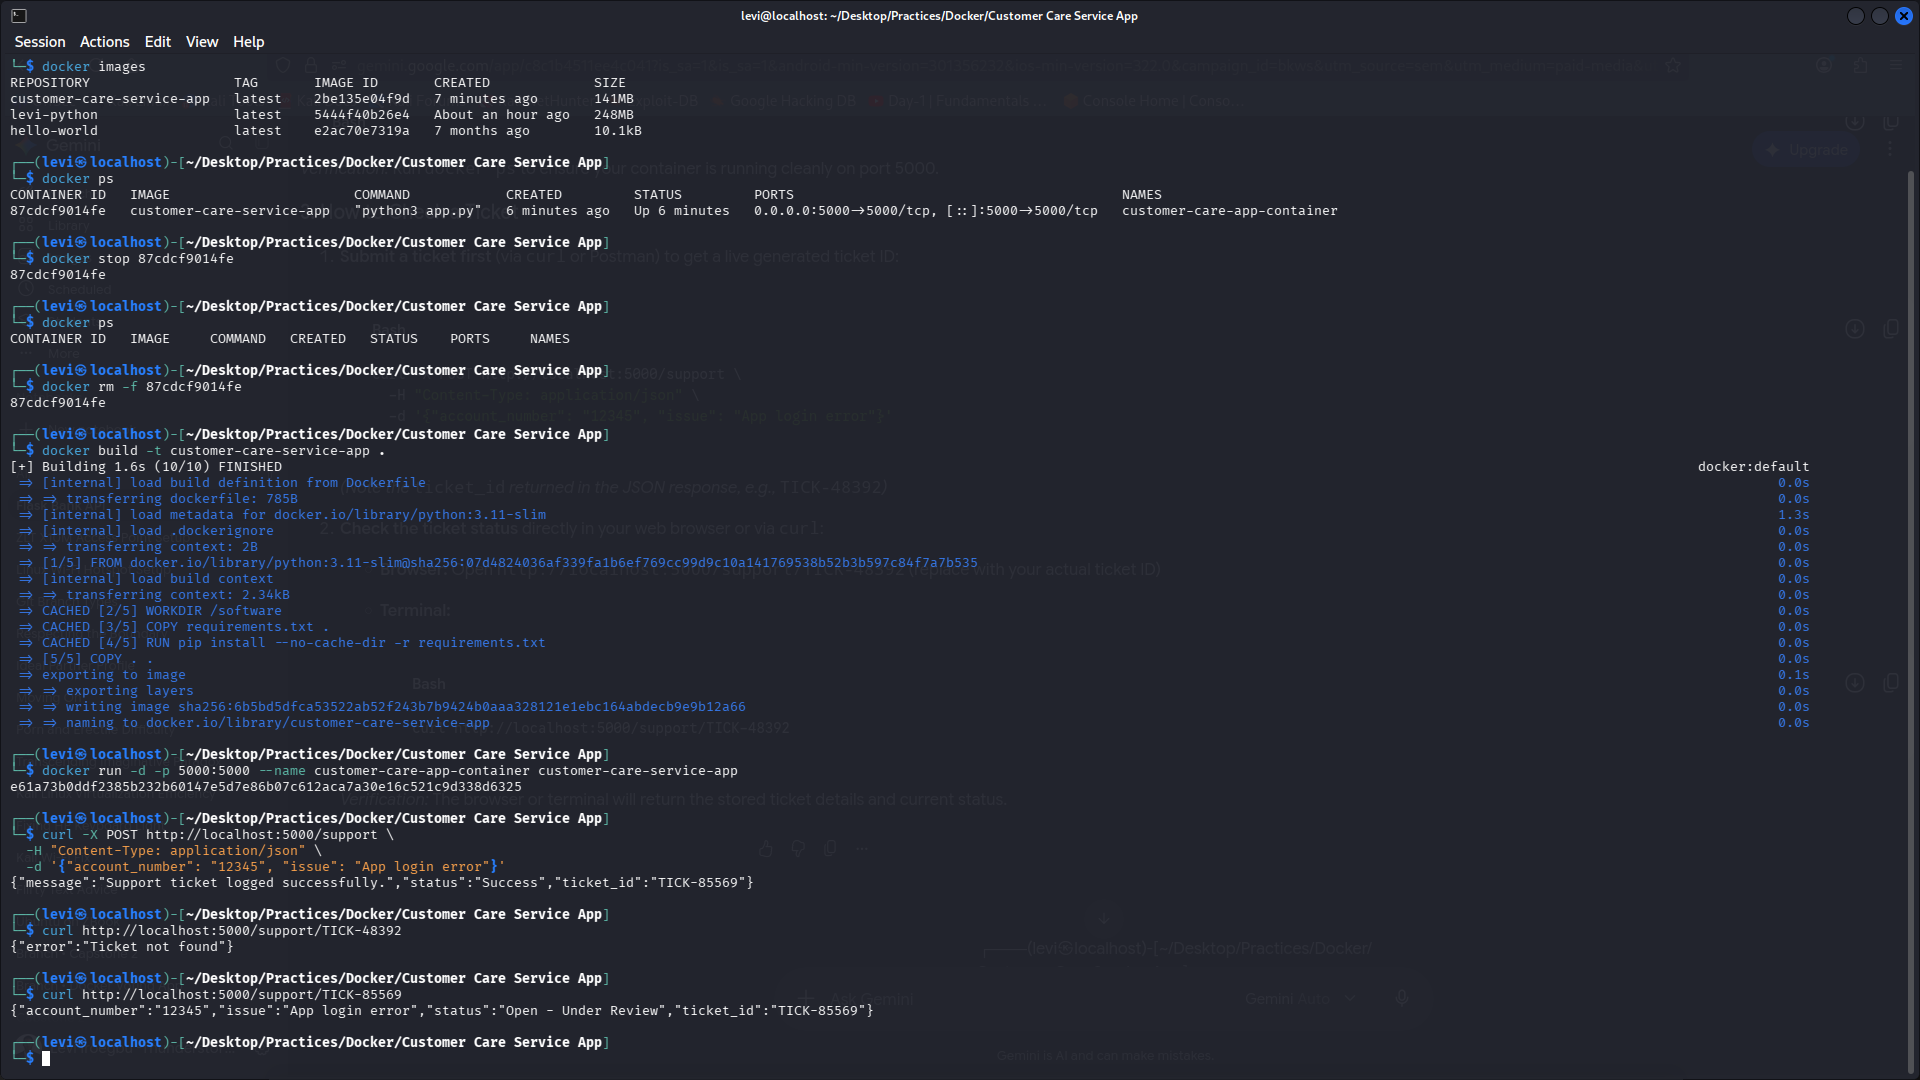 levi@localhost: ~/Desktop/Practices/Docker/Customer Care Service App
Session Actions Edit View Help
└─$ docker images
REPOSITORY TAG IMAGE ID CREATED SIZE
customer-care-service-app latest 2be135e04f9d 7 minutes ago 141MB
levi-python latest 5444f40b26e4 About an hour ago 248MB
hello-world latest e2ac70e7319a 7 months ago 10.1kB
┌──(levi㉿localhost)-[~/Desktop/Practices/Docker/Customer Care Service App]
└─$ docker ps
CONTAINER ID IMAGE COMMAND CREATED STATUS PORTS NAMES
87cdcf9014fe customer-care-service-app "python3 app.py" 6 minutes ago Up 6 minutes 0.0.0.0:5000→5000/tcp, [::]:5000→5000/tcp customer-care-app-container
┌──(levi㉿localhost)-[~/Desktop/Practices/Docker/Customer Care Service App]
└─$ docker stop 87cdcf9014fe
87cdcf9014fe
┌──(levi㉿localhost)-[~/Desktop/Practices/Docker/Customer Care Service App]
└─$ docker ps
CONTAINER ID IMAGE COMMAND CREATED STATUS PORTS NAMES
┌──(levi㉿localhost)-[~/Desktop/Practices/Docker/Customer Care Service App]
└─$ docker rm -f 87cdcf9014fe
87cdcf9014fe
┌──(levi㉿localhost)-[~/Desktop/Practices/Docker/Customer Care Service App]
└─$ docker build -t customer-care-service-app .
[+] Building 1.6s (10/10) FINISHED docker:default
⇒ [internal] load build definition from Dockerfile 0.0s
⇒ ⇒ transferring dockerfile: 785B 0.0s
⇒ [internal] load metadata for docker.io/library/python:3.11-slim 1.3s
⇒ [internal] load .dockerignore 0.0s
⇒ ⇒ transferring context: 2B 0.0s
⇒ [1/5] FROM docker.io/library/python:3.11-slim@sha256:07d4824036af339fa1b6ef769cc99d9c10a141769538b52b3b597c84f7a7b535 0.0s
⇒ [internal] load build context 0.0s
⇒ ⇒ transferring context: 2.34kB 0.0s
⇒ CACHED [2/5] WORKDIR /software 0.0s
⇒ CACHED [3/5] COPY requirements.txt . 0.0s
⇒ CACHED [4/5] RUN pip install --no-cache-dir -r requirements.txt 0.0s
⇒ [5/5] COPY . . 0.0s
⇒ exporting to image 0.1s
⇒ ⇒ exporting layers 0.0s
⇒ ⇒ writing image sha256:6b5bd5dfca53522ab52f243b7b9424b0aaa328121e1ebc164abdecb9e9b12a66 0.0s
⇒ ⇒ naming to docker.io/library/customer-care-service-app 0.0s
┌──(levi㉿localhost)-[~/Desktop/Practices/Docker/Customer Care Service App]
└─$ docker run -d -p 5000:5000 --name customer-care-app-container customer-care-service-app
e61a73b0ddf2385b232b60147e5d7e86b07c612aca7a30e16c521c9d338d6325
┌──(levi㉿localhost)-[~/Desktop/Practices/Docker/Customer Care Service App]
└─$ curl -X POST http://localhost:5000/support \
-H "Content-Type: application/json" \
-d '{"account_number": "12345", "issue": "App login error"}'
{"message":"Support ticket logged successfully.","status":"Success","ticket_id":"TICK-85569"}
┌──(levi㉿localhost)-[~/Desktop/Practices/Docker/Customer Care Service App]
└─$ curl http://localhost:5000/support/TICK-48392
{"error":"Ticket not found"}
┌──(levi㉿localhost)-[~/Desktop/Practices/Docker/Customer Care Service App]
└─$ curl http://localhost:5000/support/TICK-85569
{"account_number":"12345","issue":"App login error","status":"Open - Under Review","ticket_id":"TICK-85569"}
┌──(levi㉿localhost)-[~/Desktop/Practices/Docker/Customer Care Service App]
└─$